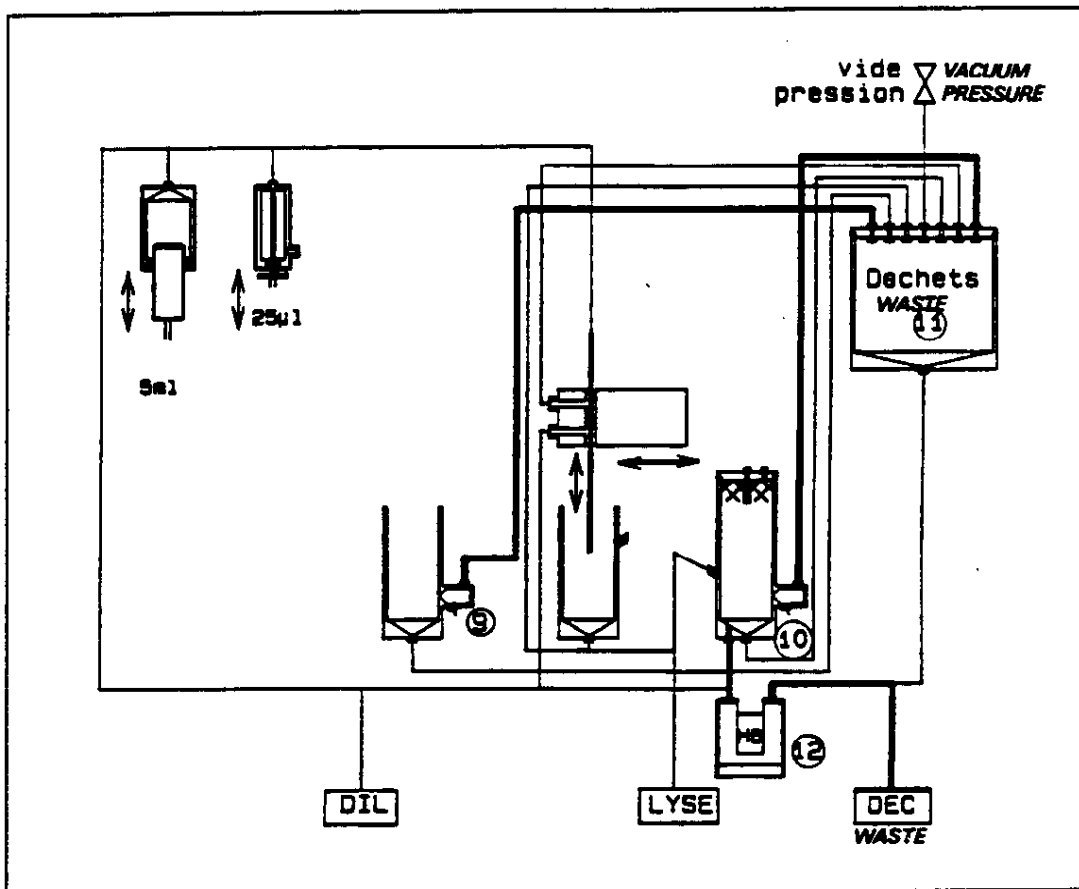 vide VACUUM
pression PRESSURE
Dechets
WASTE
11
25µl
5ml
9
10
HB
12
DIL
LYSE
DEC
WASTE